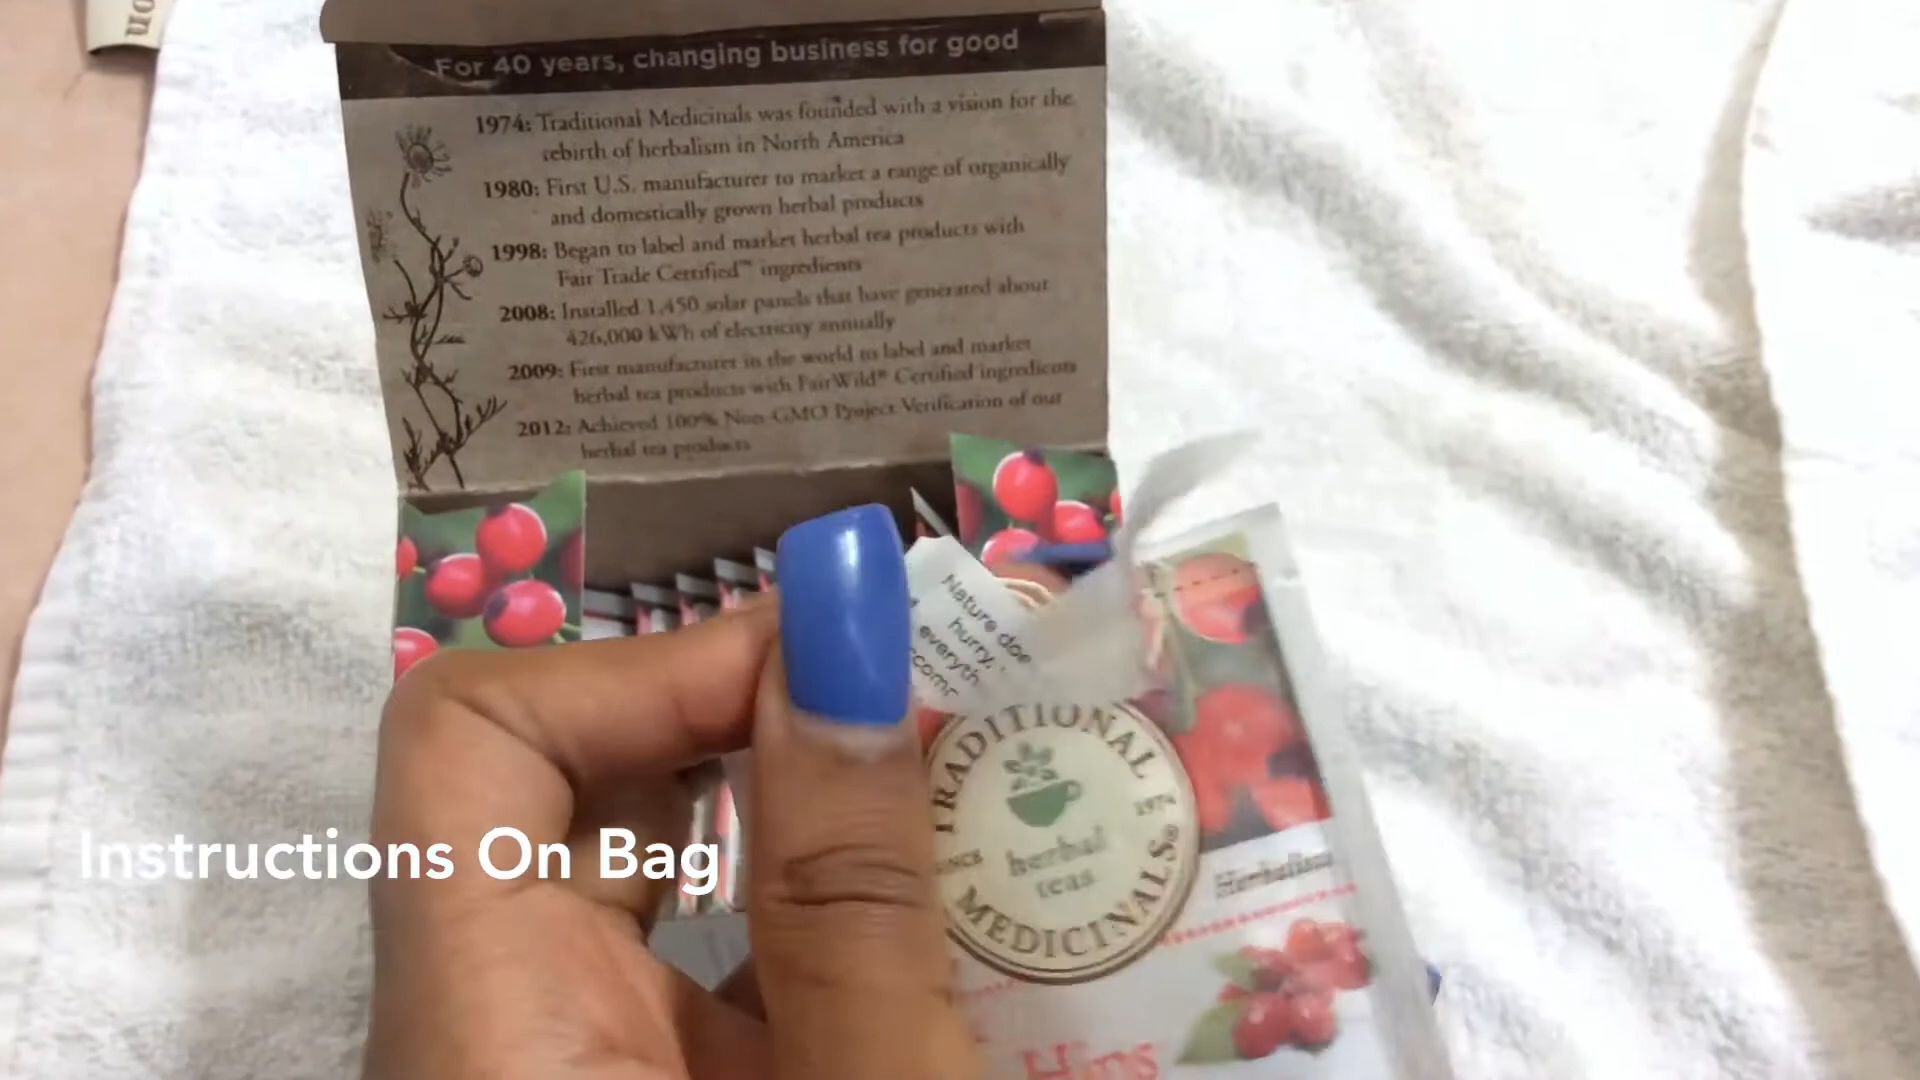 on
For 40 years, changing business for good
1974: Traditional Medicinals was founded with a vision for the
rebirth of herbalism in North America
1980: First U.S. manufacturer to market a range of organically
and domestically grown herbal products
1998: Began to label and market herbal tea products with
Fair Trade Certified™ ingredients
2008: Installed 1,450 solar panels that have generated about
426,000 kWh of electricity annually
2009: First manufacturer in the world to label and market
herbal tea products with FairWild® Certified ingredients
2012: Achieved 100% Non-GMO Project Verification of our
herbal tea products
Nature doe
hurry,
everyth
ccomp
TRADITIONAL
SINCE 1974
herbal
teas
MEDICINALS®
Herbalism
Hips
Instructions On Bag